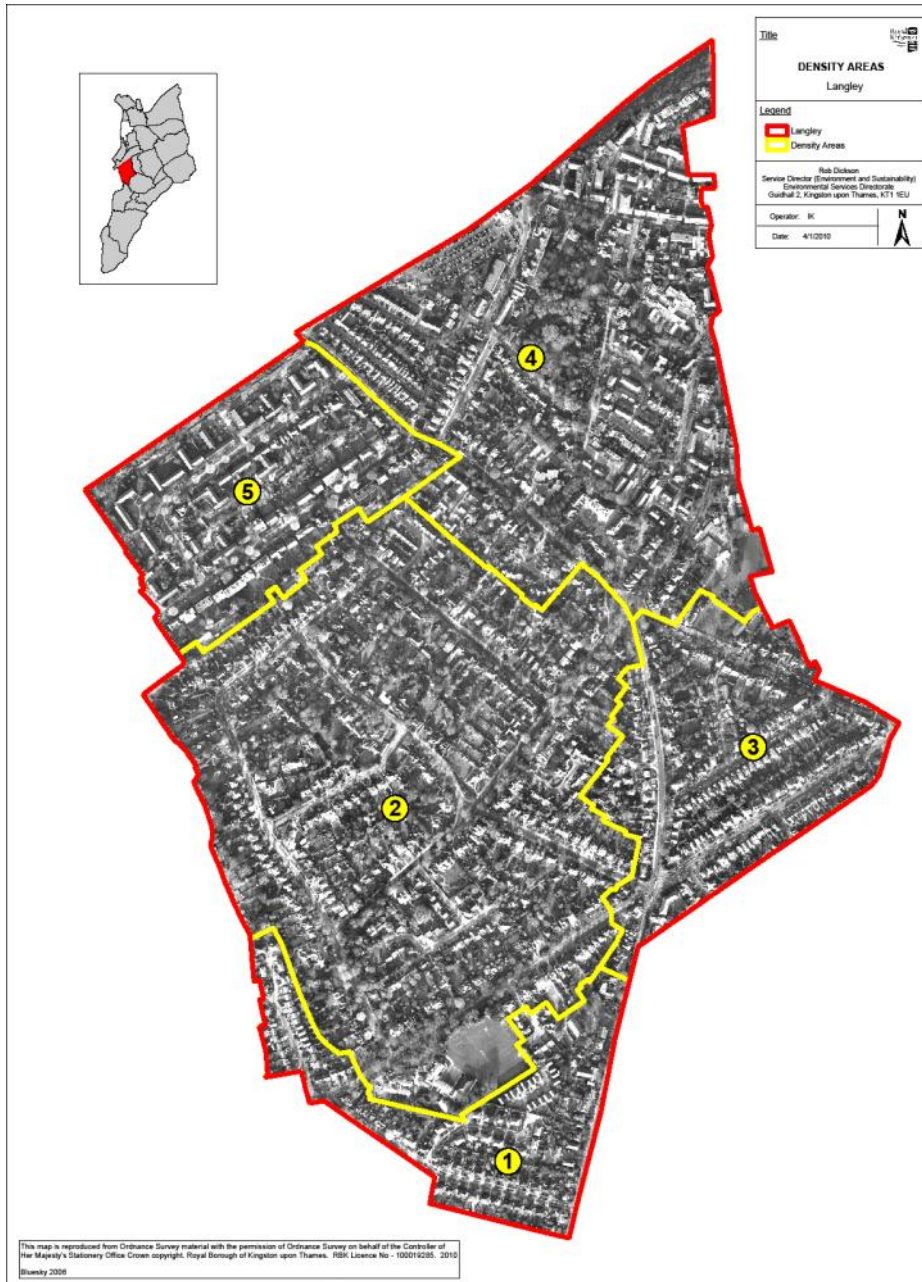 Title
DENSITY AREAS
Langley
Legend
Langley
Density Areas
Rob Dickson
Service Director (Environment and Sustainability)
Environmental Services Directorate
Guildhall 2, Kingston upon Thames, KT1 1EU
Operator: IK
Date: 4/1/2010
N
4
5
3
2
1
This map is reproduced from Ordnance Survey material with the permission of Ordnance Survey on behalf of the Controller of
Her Majesty's Stationery Office Crown copyright. Royal Borough of Kingston upon Thames. RBK Licence No - 100019285. 2010
Bluesky 2006